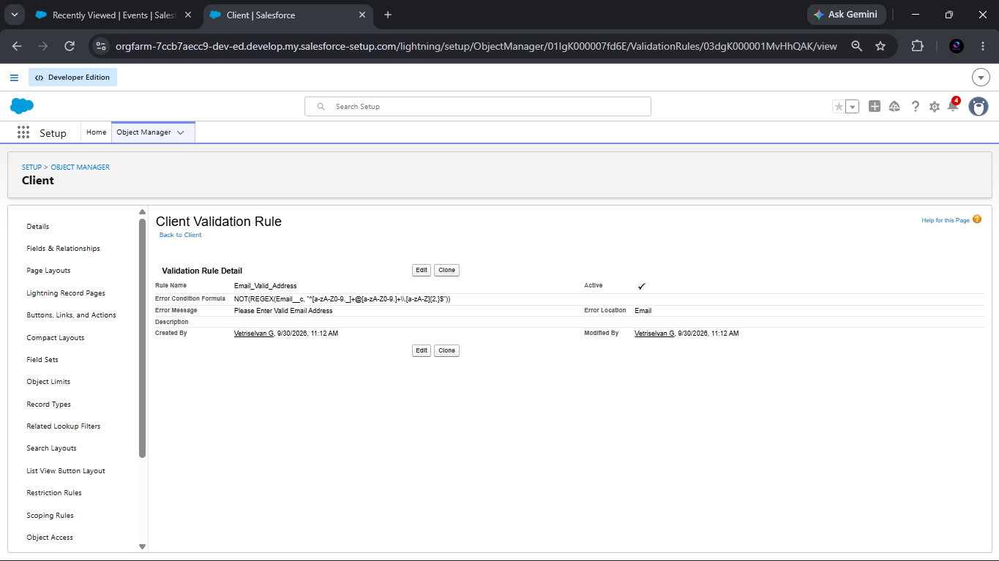 Recently Viewed | Events | Sales
Client | Salesforce
Ask Gemini
orgfarm-7ccb7aecc9-dev-ed.develop.my.salesforce-setup.com/lightning/setup/ObjectManager/01IgK000007fd6E/ValidationRules/03dgK000001MvHhQAK/view
Developer Edition
Search Setup
4
Setup
Home
Object Manager
SETUP > OBJECT MANAGER
Client
Details
Fields & Relationships
Page Layouts
Lightning Record Pages
Buttons, Links, and Actions
Compact Layouts
Field Sets
Object Limits
Record Types
Related Lookup Filters
Search Layouts
List View Button Layout
Restriction Rules
Scoping Rules
Object Access
Client Validation Rule
Back to Client
Help for this Page
Validation Rule Detail Edit Clone
Rule Name Email_Valid_Address Active
Error Condition Formula NOT(REGEX(Email__c, "^[a-zA-Z0-9._]+@[a-zA-Z0-9.]+\\.[a-zA-Z]{2,}$"))
Error Message Please Enter Valid Email Address Error Location Email
Description
Created By Vetriselvan G, 9/30/2026, 11:12 AM Modified By Vetriselvan G, 9/30/2026, 11:12 AM
Edit Clone